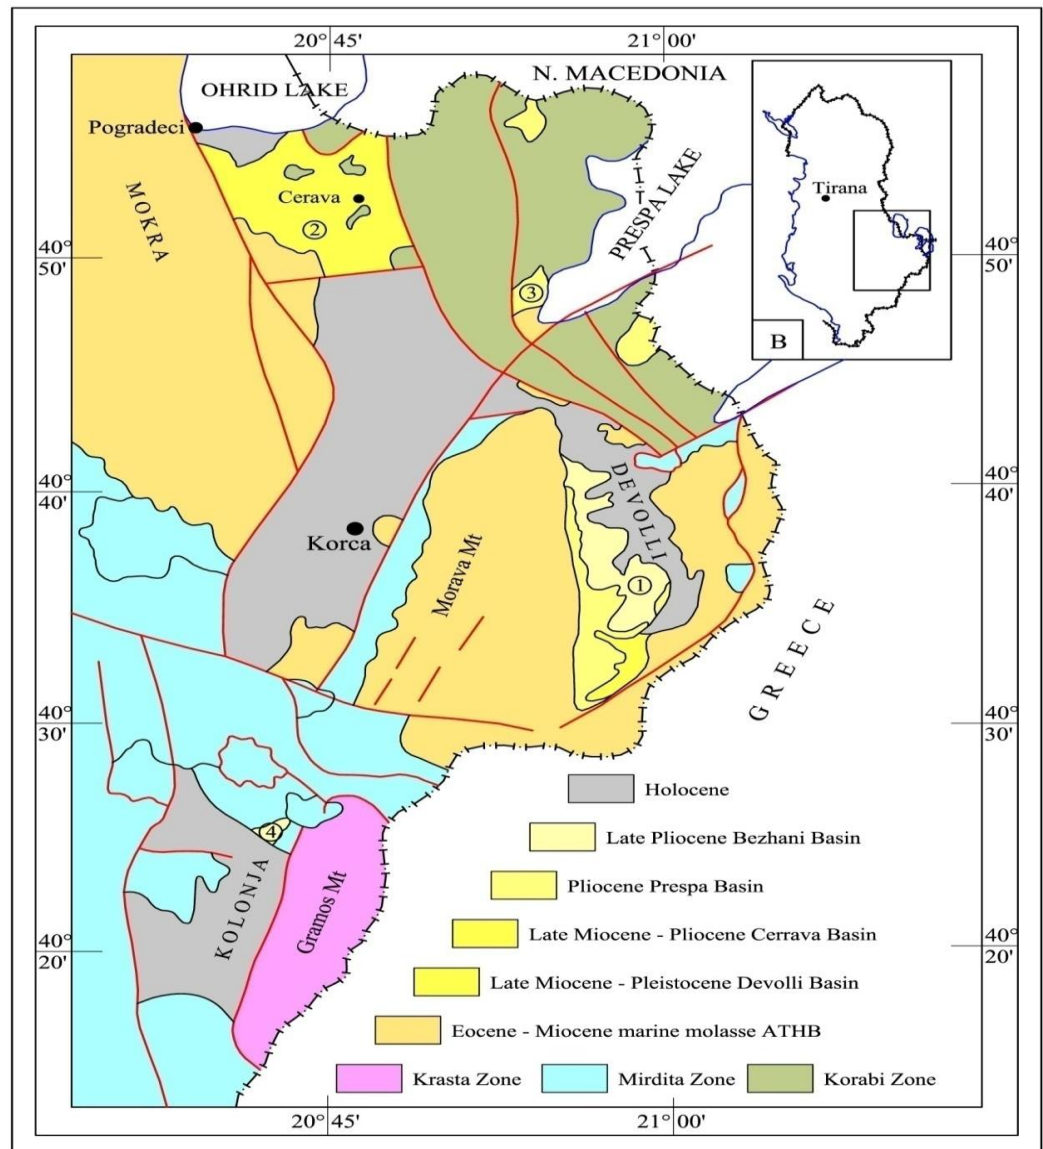 20° 45'
21° 00'
OHRID LAKE
N. MACEDONIA
Pogradeci
MOKRA
Cerava
2
PRESPA LAKE
Tirana
B
40°
50'
40°
50'
3
40°
40'
40°
40'
DEVOLLI
Korca
Morava Mt
1
GREECE
40°
30'
40°
30'
Holocene
4
Late Pliocene Bezhani Basin
KOLONJA
Gramos Mt
Pliocene Prespa Basin
Late Miocene - Pliocene Cerrava Basin
40°
20'
40°
20'
Late Miocene - Pleistocene Devolli Basin
Eocene - Miocene marine molasse ATHB
Krasta Zone
Mirdita Zone
Korabi Zone
20° 45'
21° 00'